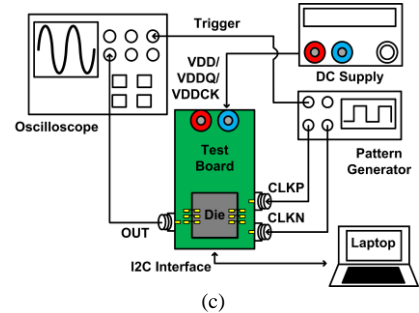 Trigger
VDD/
VDDQ/
VDDCK
DC Supply
Oscilloscope
Test
Board
Pattern
Generator
CLKP
Die
CLKN
OUT
Laptop
I2C Interface
(c)